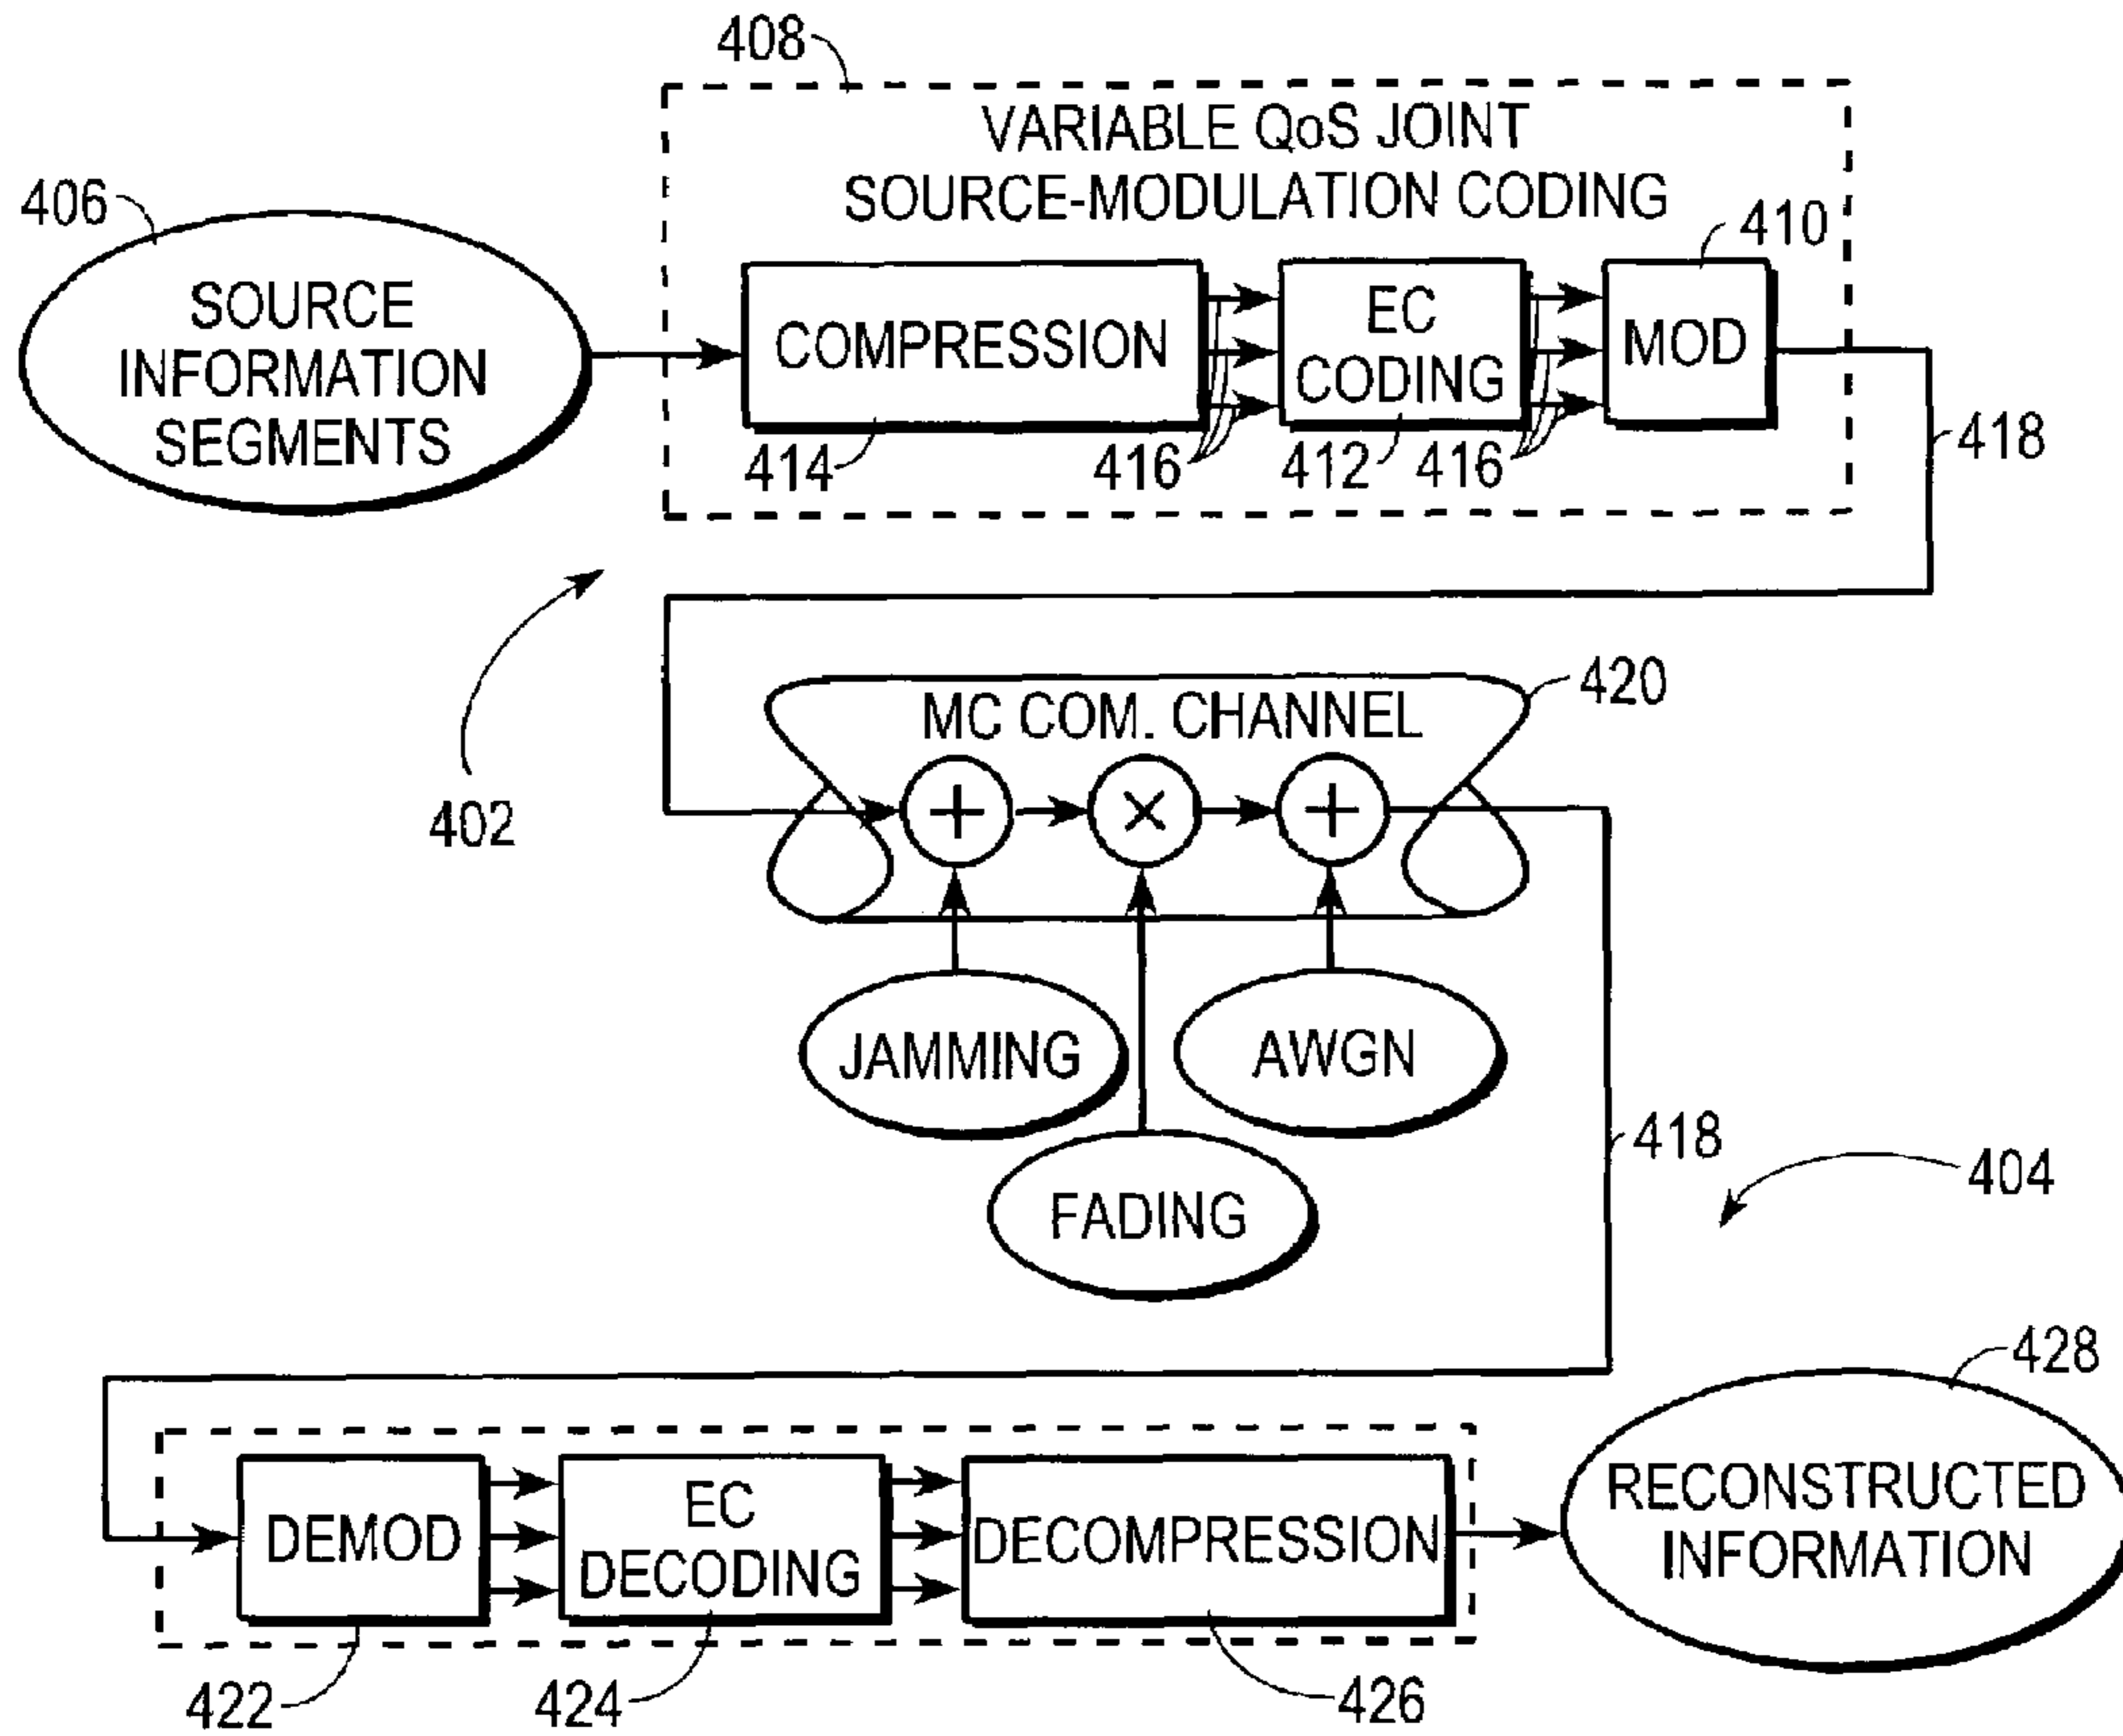 408
VARIABLE QoS JOINT
SOURCE-MODULATION CODING
406
410
SOURCE
INFORMATION
SEGMENTS
COMPRESSION
EC
CODING
MOD
414
416
412
416
418
402
MC COM. CHANNEL
420
+
×
+
JAMMING
AWGN
FADING
418
404
428
DEMOD
EC
DECODING
DECOMPRESSION
RECONSTRUCTED
INFORMATION
422
424
426